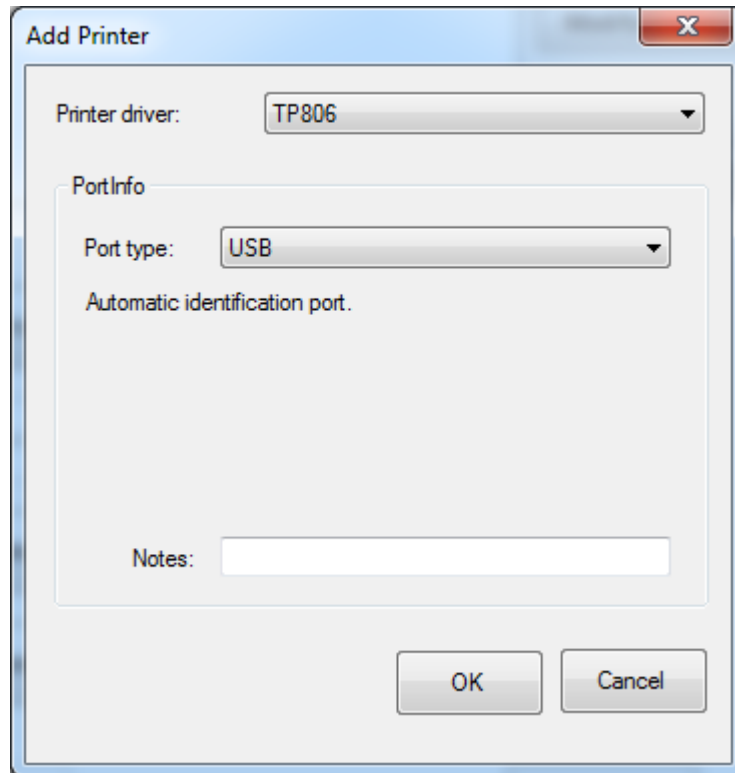 Add Printer
Printer driver: TP806
PortInfo
Port type: USB
Automatic identification port.
Notes:
OK Cancel